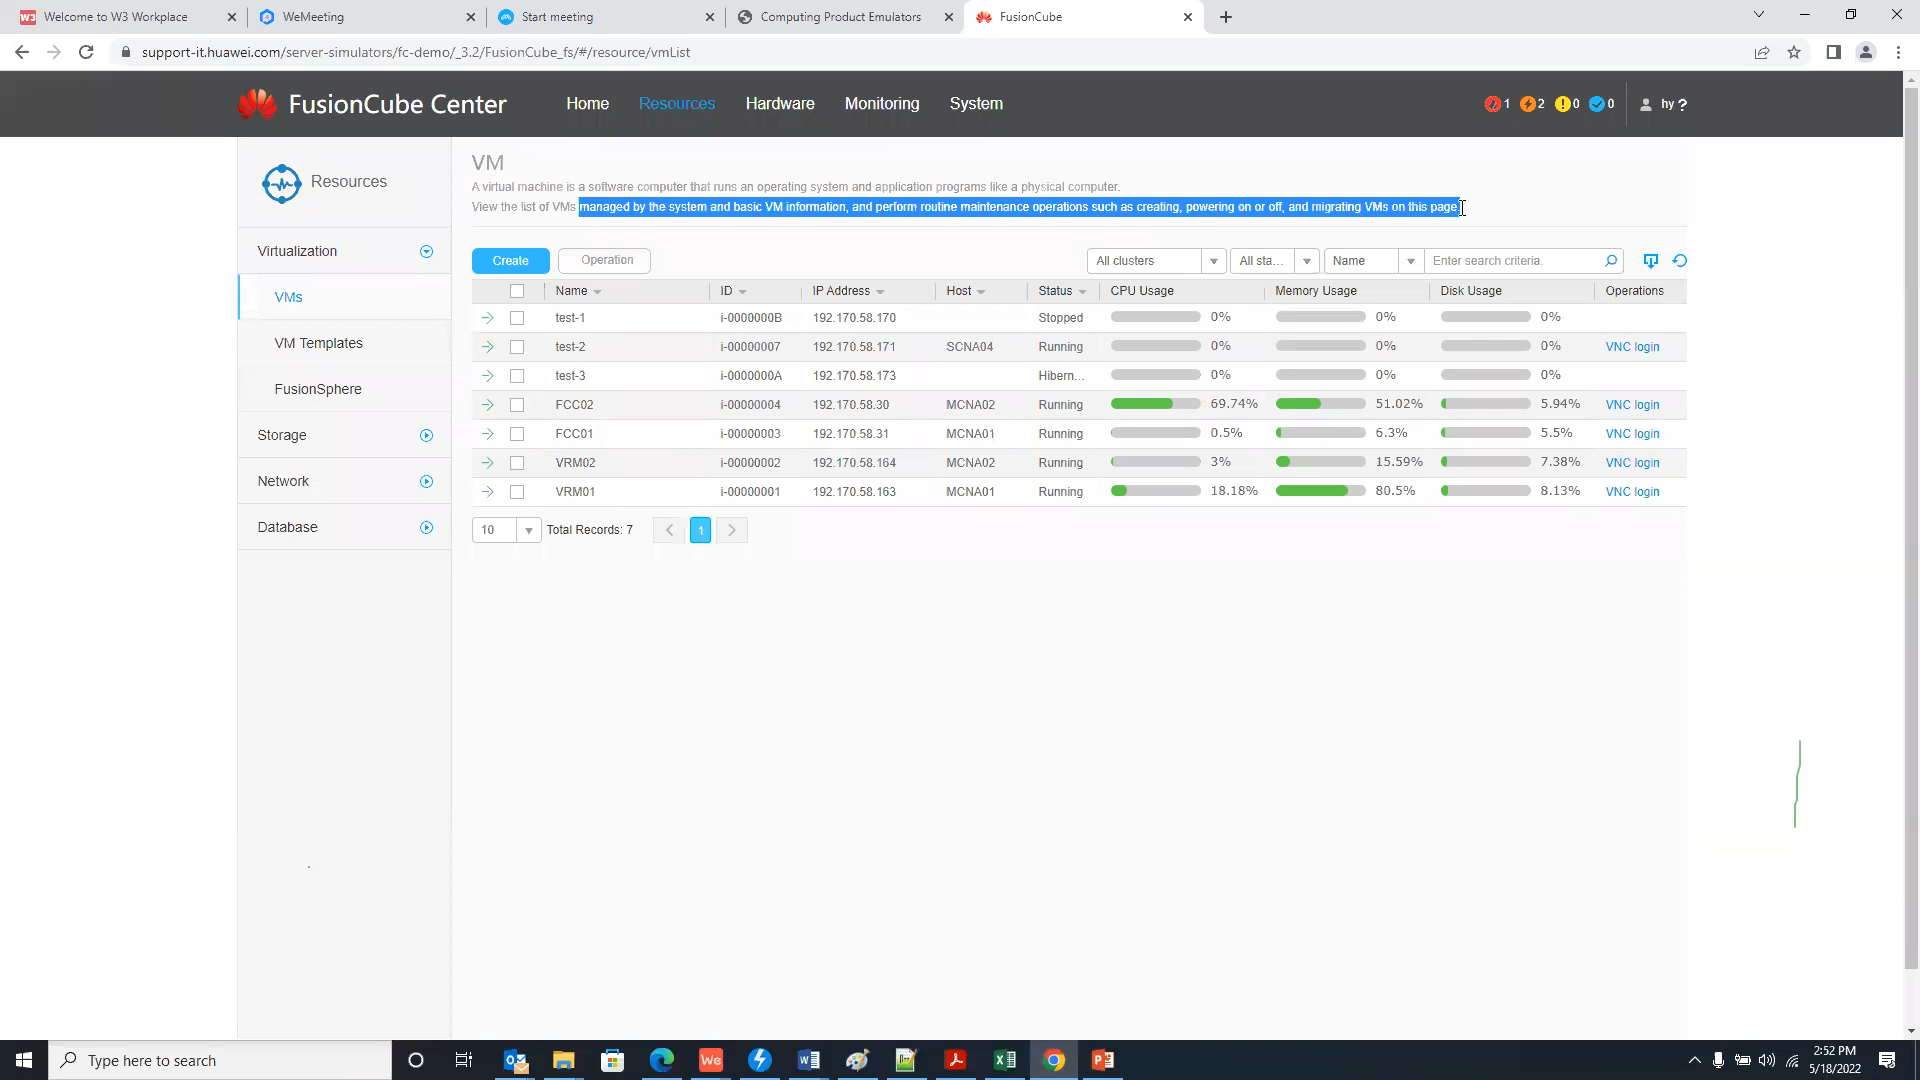 Welcome to W3 Workplace
WeMeeting
Start meeting
Computing Product Emulators
FusionCube
support-it.huawei.com/server-simulators/fc-demo/_3.2/FusionCube_fs/#/resource/vmList
FusionCube Center
Home
Resources
Hardware
Monitoring
System
1
2
0
0
hy ?
Resources
Virtualization
VMs
VM Templates
FusionSphere
Storage
Network
Database
VM
A virtual machine is a software computer that runs an operating system and application programs like a physical computer.
View the list of VMs managed by the system and basic VM information, and perform routine maintenance operations such as creating, powering on or off, and migrating VMs on this page.
Create
Operation
All clusters
All sta...
Name
Enter search criteria.
Name ID IP Address Host Status CPU Usage Memory Usage Disk Usage Operations
test-1 i-0000000B 192.170.58.170 Stopped 0% 0% 0%
test-2 i-00000007 192.170.58.171 SCNA04 Running 0% 0% 0% VNC login
test-3 i-0000000A 192.170.58.173 Hibern... 0% 0% 0%
FCC02 i-00000004 192.170.58.30 MCNA02 Running 69.74% 51.02% 5.94% VNC login
FCC01 i-00000003 192.170.58.31 MCNA01 Running 0.5% 6.3% 5.5% VNC login
VRM02 i-00000002 192.170.58.164 MCNA02 Running 3% 15.59% 7.38% VNC login
VRM01 i-00000001 192.170.58.163 MCNA01 Running 18.18% 80.5% 8.13% VNC login
10 Total Records: 7 1
Type here to search
2:52 PM
5/18/2022